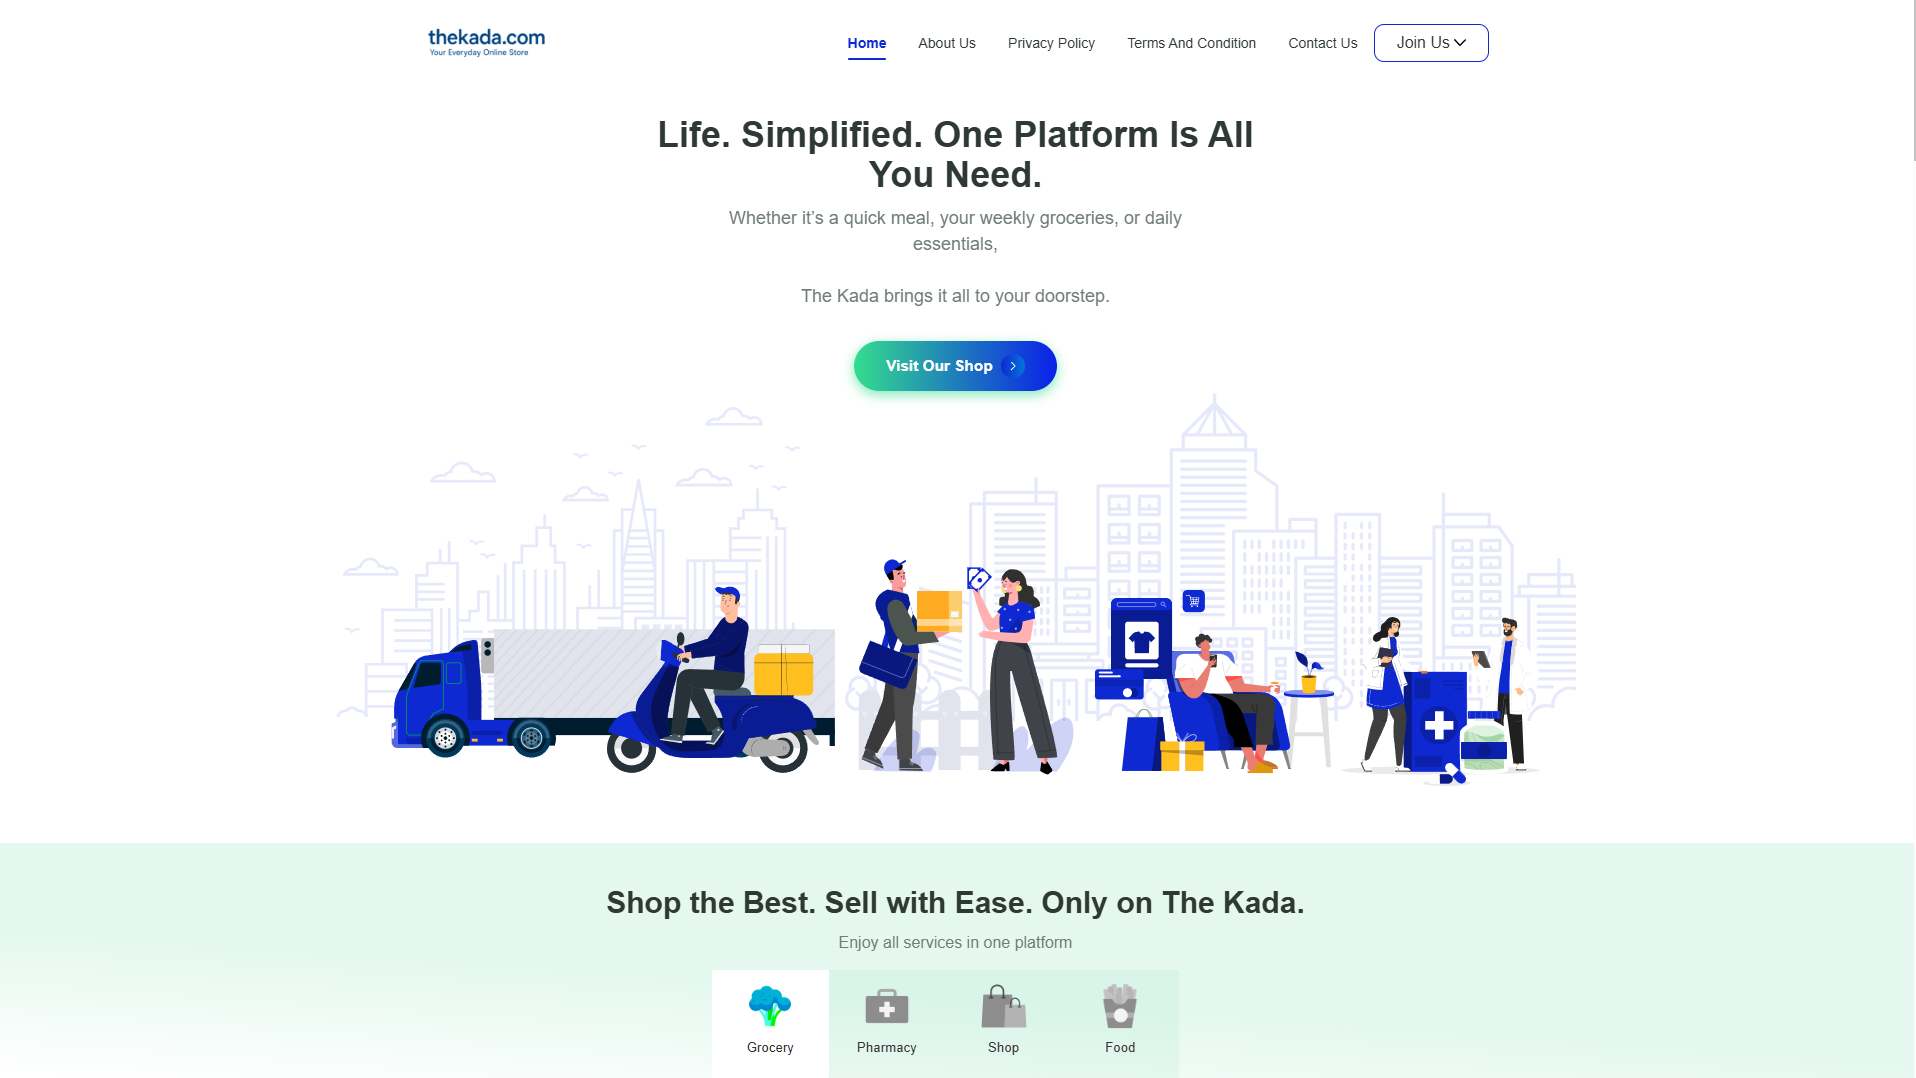 thekada.com
Your Everyday Online Store
Home
About Us
Privacy Policy
Terms And Condition
Contact Us
Join Us
Life. Simplified. One Platform Is All
You Need.
Whether it’s a quick meal, your weekly groceries, or daily
essentials,
The Kada brings it all to your doorstep.
Visit Our Shop
Shop the Best. Sell with Ease. Only on The Kada.
Enjoy all services in one platform
Grocery
Pharmacy
Shop
Food